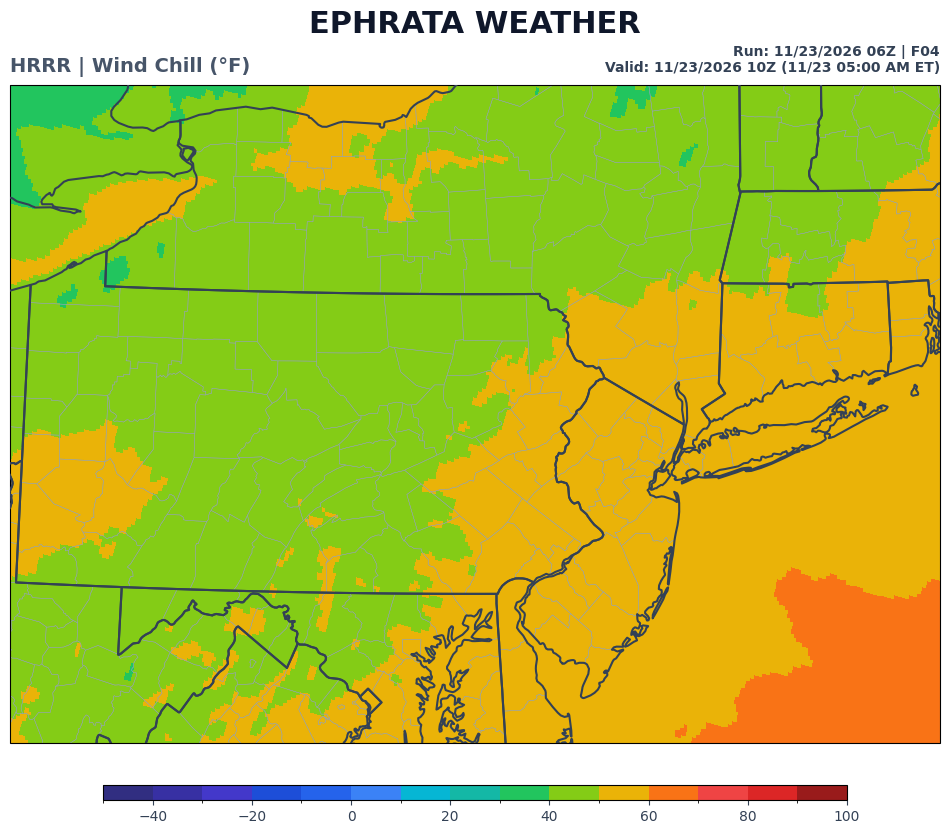 EPHRATA WEATHER
HRRR | Wind Chill (°F)
Run: 11/23/2026 06Z | F04
Valid: 11/23/2026 10Z (11/23 05:00 AM ET)
−40 −20 0 20 40 60 80 100